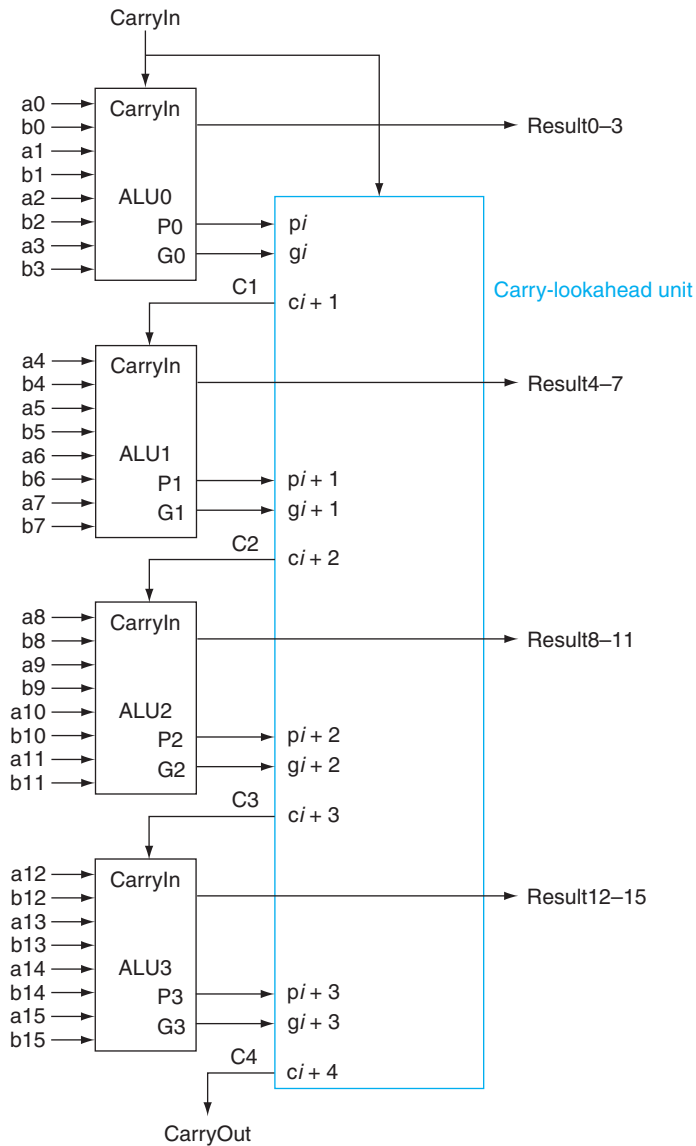 CarryIn
a0
b0
a1
b1
a2
b2
a3
b3
CarryIn
ALU0
P0
G0
Result0–3
pi
gi
C1
ci + 1
Carry-lookahead unit
a4
b4
a5
b5
a6
b6
a7
b7
CarryIn
ALU1
P1
G1
Result4–7
pi + 1
gi + 1
C2
ci + 2
a8
b8
a9
b9
a10
b10
a11
b11
CarryIn
ALU2
P2
G2
Result8–11
pi + 2
gi + 2
C3
ci + 3
a12
b12
a13
b13
a14
b14
a15
b15
CarryIn
ALU3
P3
G3
Result12–15
pi + 3
gi + 3
C4
ci + 4
CarryOut